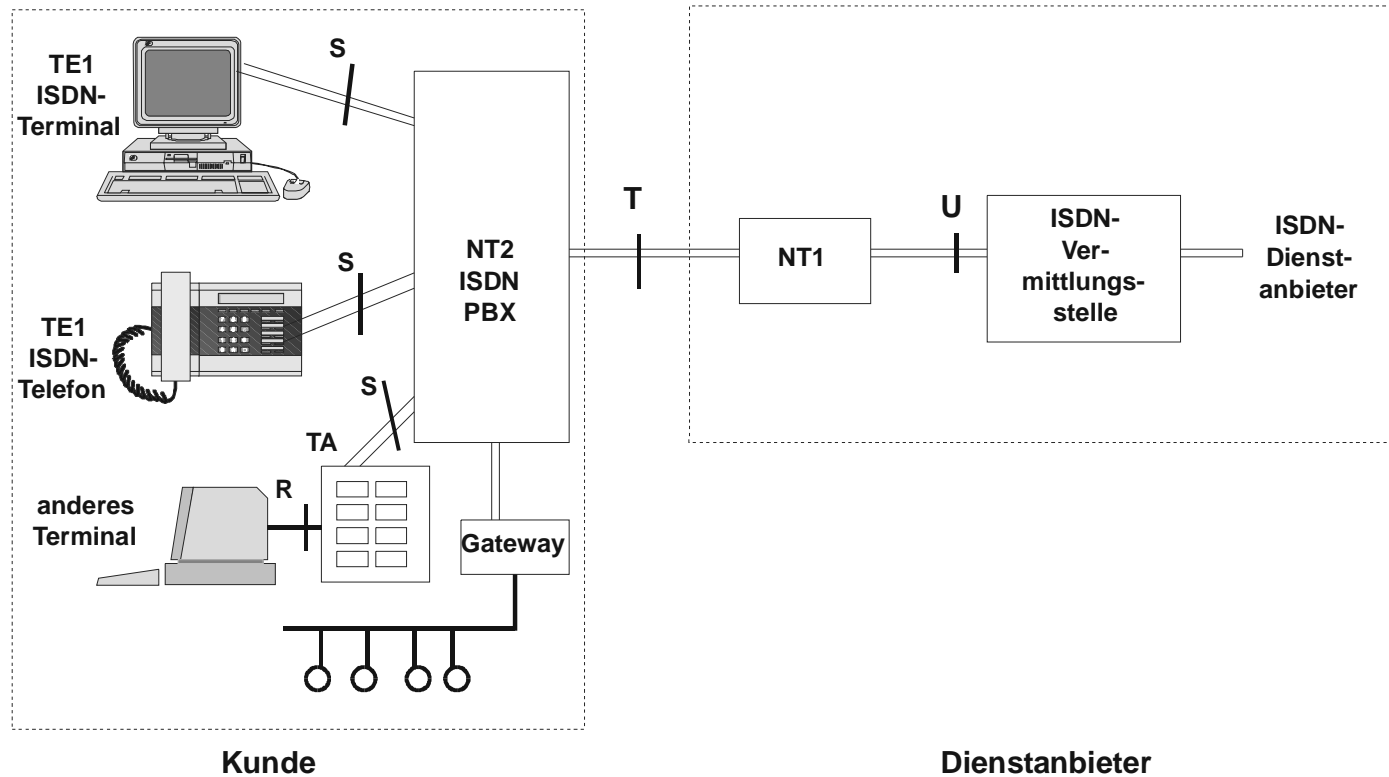 S
TE1
ISDN-
Terminal
T
U
NT2
ISDN
PBX
NT1
ISDN-
Ver-
mittlungs-
stelle
ISDN-
Dienst-
anbieter
S
TE1
ISDN-
Telefon
S
TA
R
anderes
Terminal
Gateway
Kunde
Dienstanbieter